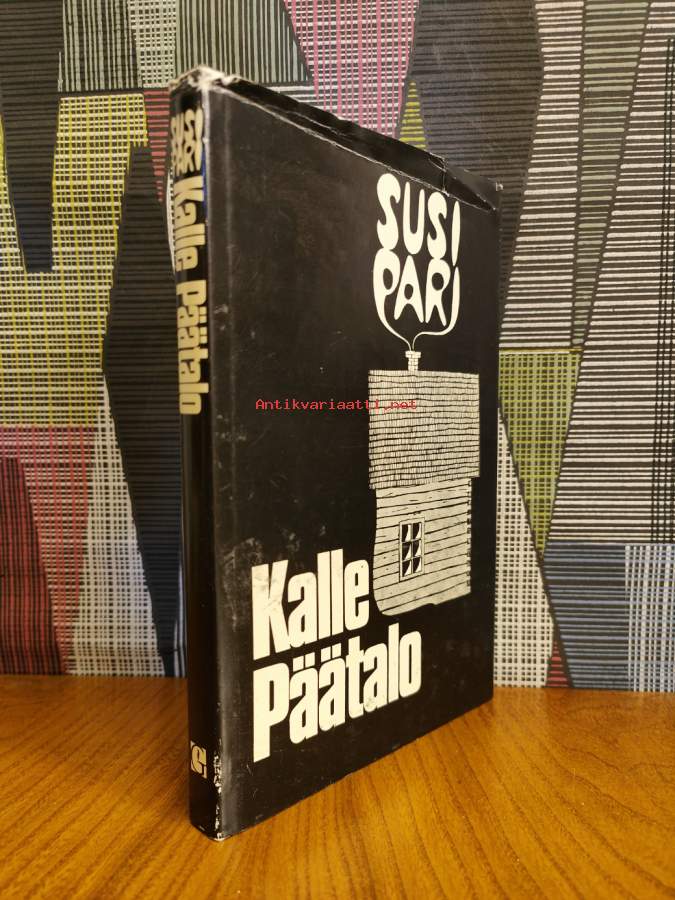 SUSI
PARI
Kalle Päätalo
G
SUSI
PARI
Antikvariaatti.net
Kalle
Päätalo